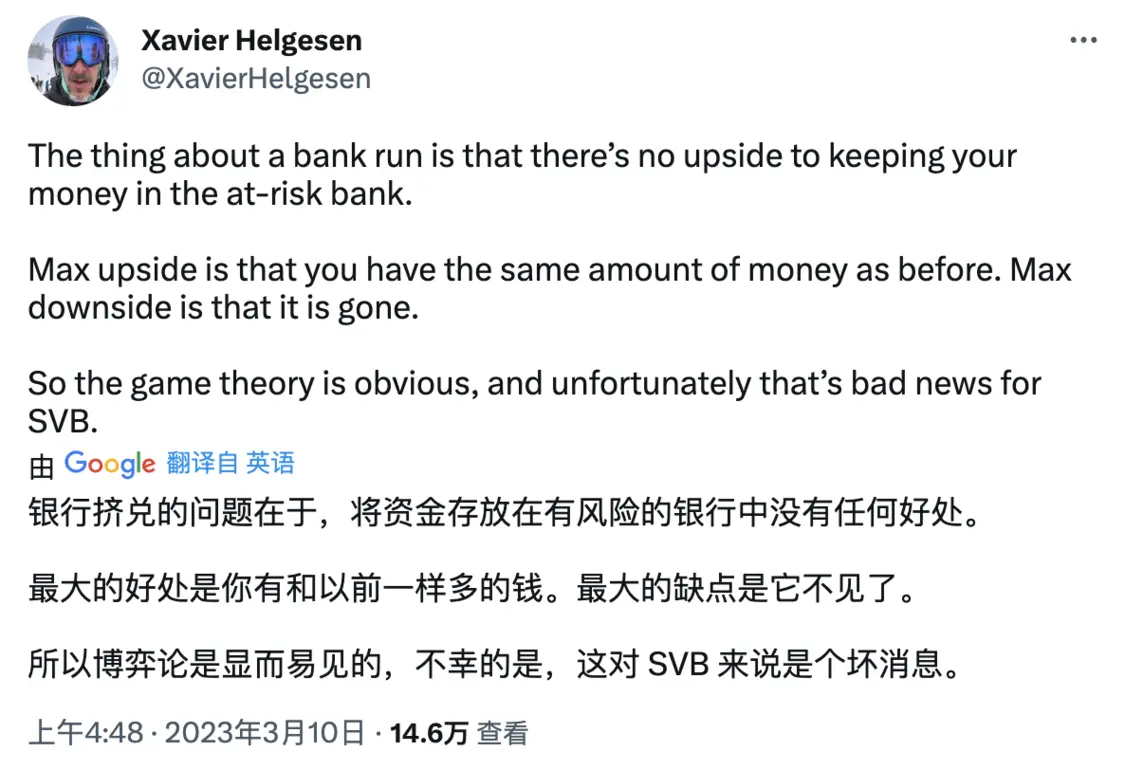 Xavier Helgesen
@XavierHelgesen
The thing about a bank run is that there’s no upside to keeping your
money in the at-risk bank.
Max upside is that you have the same amount of money as before. Max
downside is that it is gone.
So the game theory is obvious, and unfortunately that’s bad news for
SVB.
由 Google 翻译自 英语
银行挤兑的问题在于，将资金存放在有风险的银行中没有任何好处。
最大的好处是你有和以前一样多的钱。最大的缺点是它不见了。
所以博弈论是显而易见的，不幸的是，这对 SVB 来说是个坏消息。
上午4:48 · 2023年3月10日 · 14.6万 查看